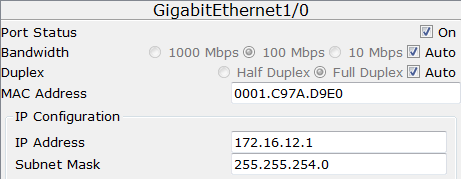 GigabitEthernet1/0
Port Status On
Bandwidth 1000 Mbps 100 Mbps 10 Mbps Auto
Duplex Half Duplex Full Duplex Auto
MAC Address 0001.C97A.D9E0
IP Configuration
IP Address 172.16.12.1
Subnet Mask 255.255.254.0